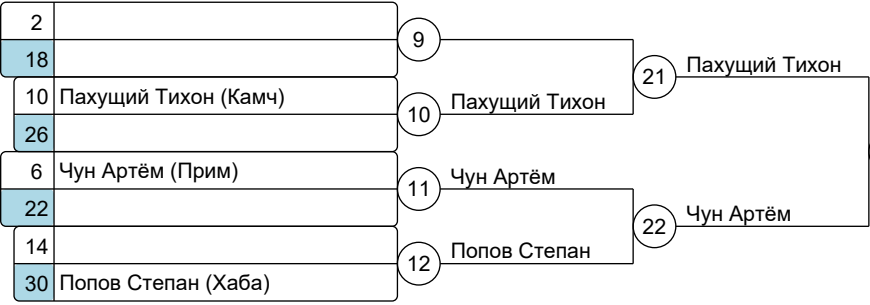 2
18
9
10 Пахущий Тихон (Камч)
26
10
Пахущий Тихон
21
Пахущий Тихон
6 Чун Артём (Прим)
22
11
Чун Артём
14
30 Попов Степан (Хаба)
12
Попов Степан
22
Чун Артём